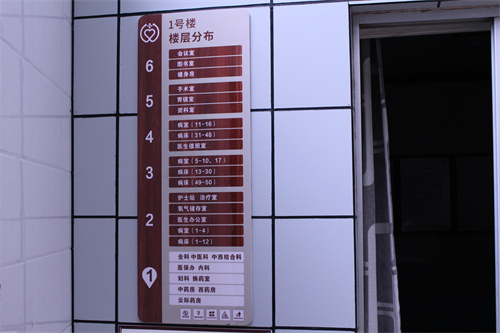 1号楼
楼层分布
6
会议室
图书室
健身房
5
手术室
胃镜室
资料室
4
病室(11-16)
病床(31-48)
医生值班室
3
病室(5-10、17)
病床(13-30)
病床(49-50)
2
护士站 治疗室
氧气储存室
医生办公室
病室(1-4)
病床(1-12)
1
全科 中医科 中西结合科
医保办 内科
妇科 换药室
中药房 西药房
公际药房